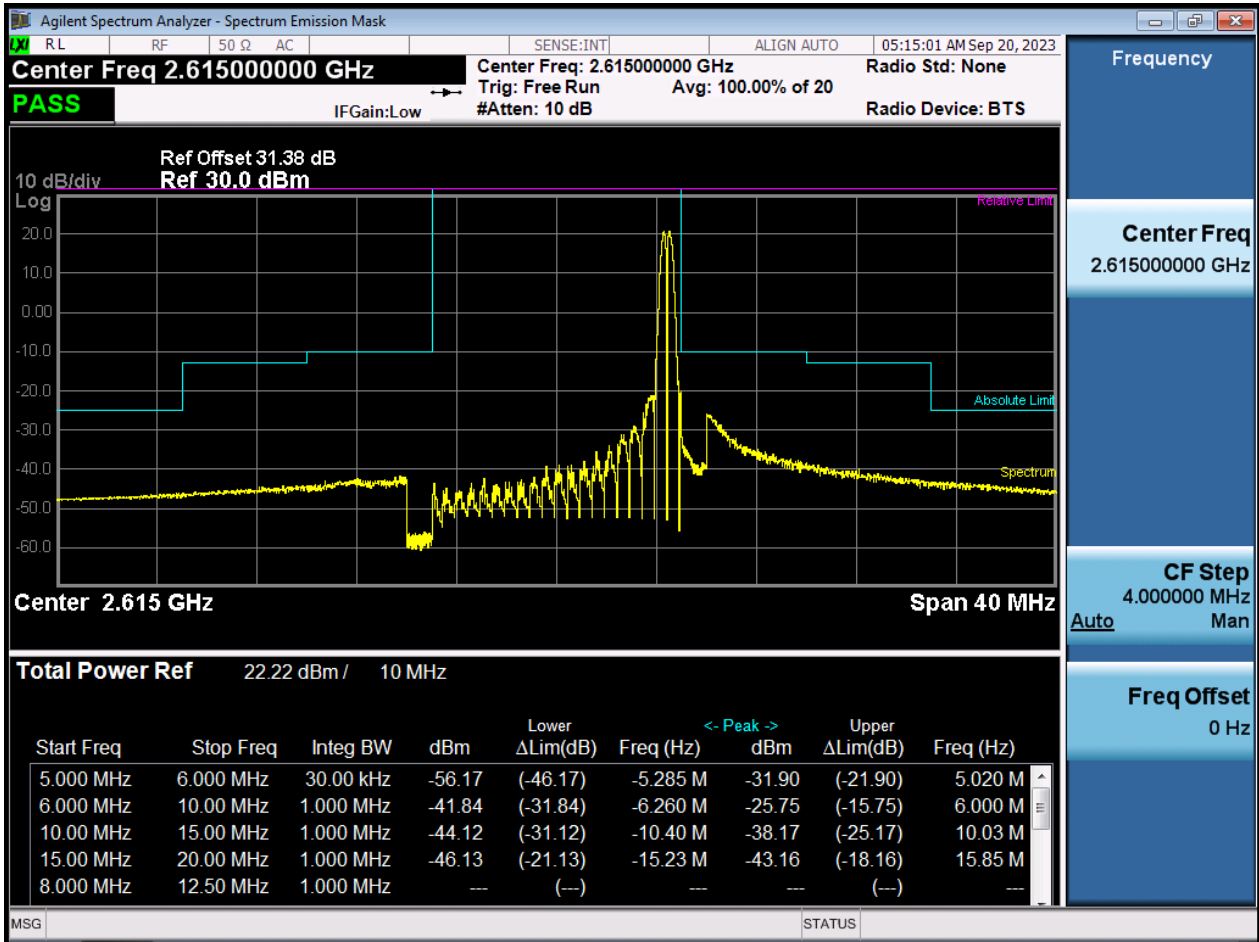 Agilent Spectrum Analyzer - Spectrum Emission Mask
LXI RL RF 50 Ω AC SENSE:INT ALIGN AUTO 05:15:01 AM Sep 20, 2023
Center Freq 2.615000000 GHz
Center Freq: 2.615000000 GHz
Radio Std: None
Trig: Free Run Avg: 100.00% of 20
PASS
IFGain:Low
#Atten: 10 dB
Radio Device: BTS
Ref Offset 31.38 dB
10 dB/div Ref 30.0 dBm
Log
Relative Limit
20.0
10.0
0.00
-10.0
-20.0
Absolute Limit
-30.0
-40.0
Spectrum
-50.0
-60.0
Center 2.615 GHz Span 40 MHz
Total Power Ref 22.22 dBm / 10 MHz
Lower <- Peak -> Upper
Start Freq Stop Freq Integ BW dBm ΔLim(dB) Freq (Hz) dBm ΔLim(dB) Freq (Hz)
5.000 MHz 6.000 MHz 30.00 kHz -56.17 (-46.17) -5.285 M -31.90 (-21.90) 5.020 M
6.000 MHz 10.00 MHz 1.000 MHz -41.84 (-31.84) -6.260 M -25.75 (-15.75) 6.000 M
10.00 MHz 15.00 MHz 1.000 MHz -44.12 (-31.12) -10.40 M -38.17 (-25.17) 10.03 M
15.00 MHz 20.00 MHz 1.000 MHz -46.13 (-21.13) -15.23 M -43.16 (-18.16) 15.85 M
8.000 MHz 12.50 MHz 1.000 MHz --- (---) --- --- (---) ---
MSG STATUS
Frequency
Center Freq
2.615000000 GHz
CF Step
4.000000 MHz
Auto Man
Freq Offset
0 Hz